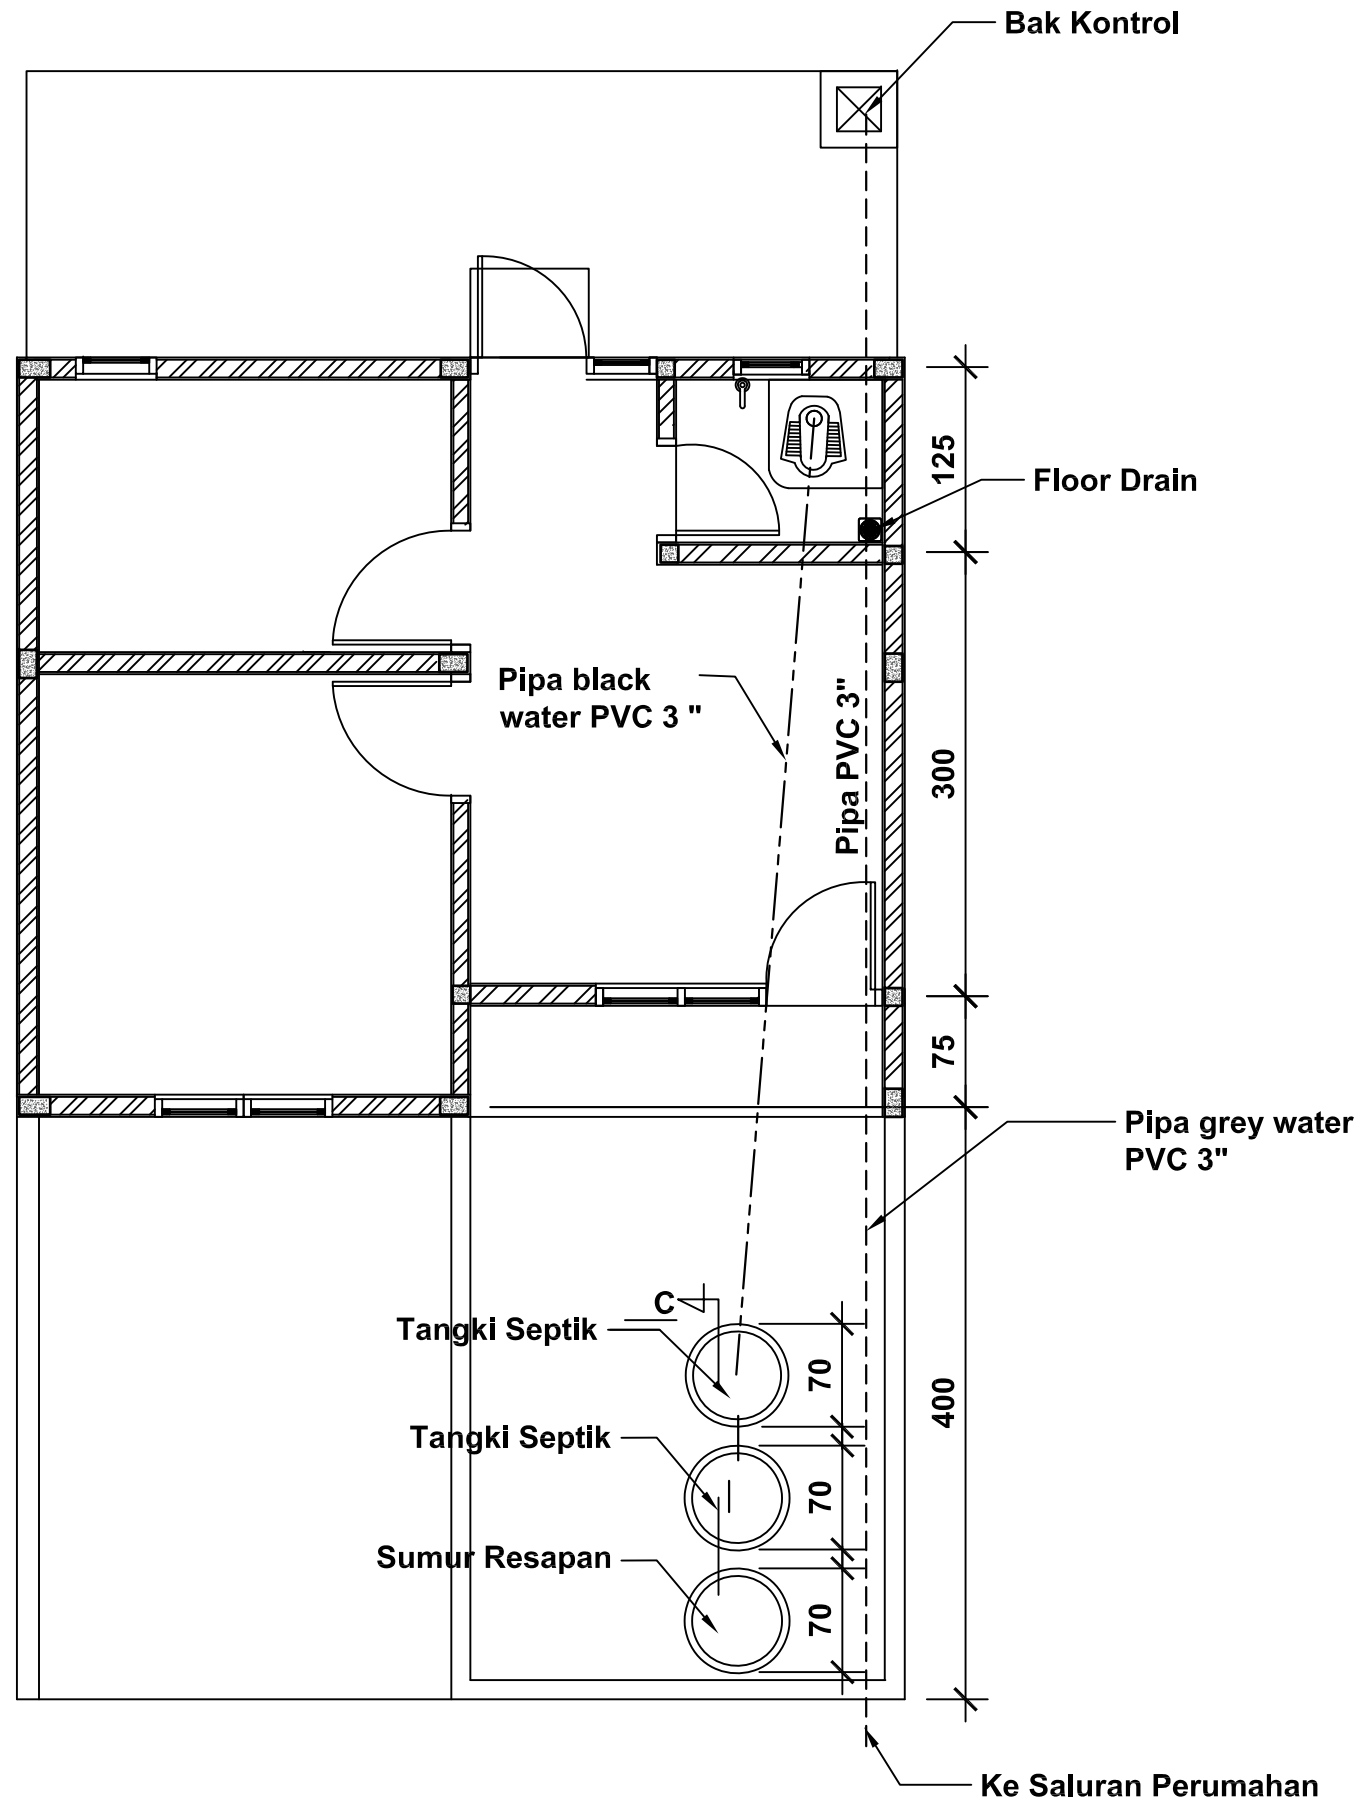 Bak Kontrol
125
Floor Drain
Pipa black
water PVC 3 "
Pipa PVC 3"
300
75
Pipa grey water
PVC 3"
C
Tangki Septik
70
400
Tangki Septik
70
Sumur Resapan
70
Ke Saluran Perumahan